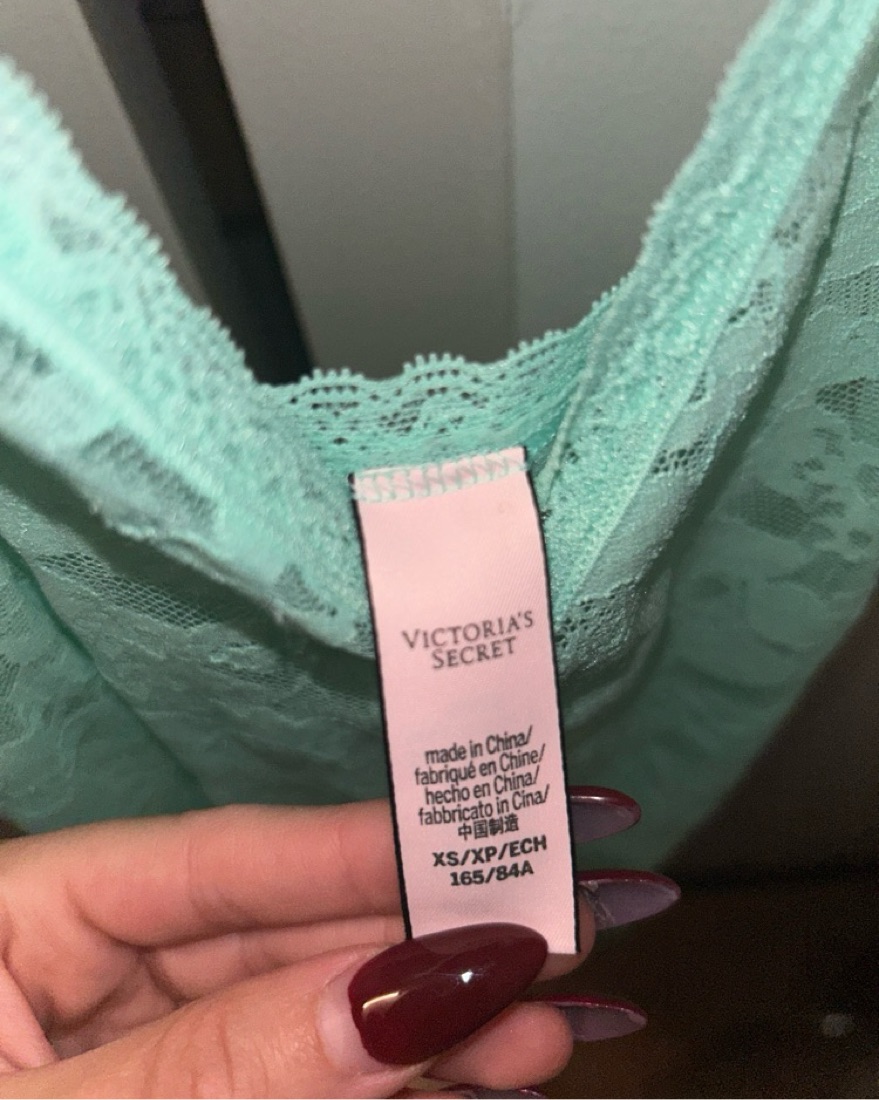 VICTORIA'S
SECRET
made in China/
fabriqué en Chine/
hecho en China/
fabbricato in Cina/
中国制造
XS/XP/ECH
165/84A